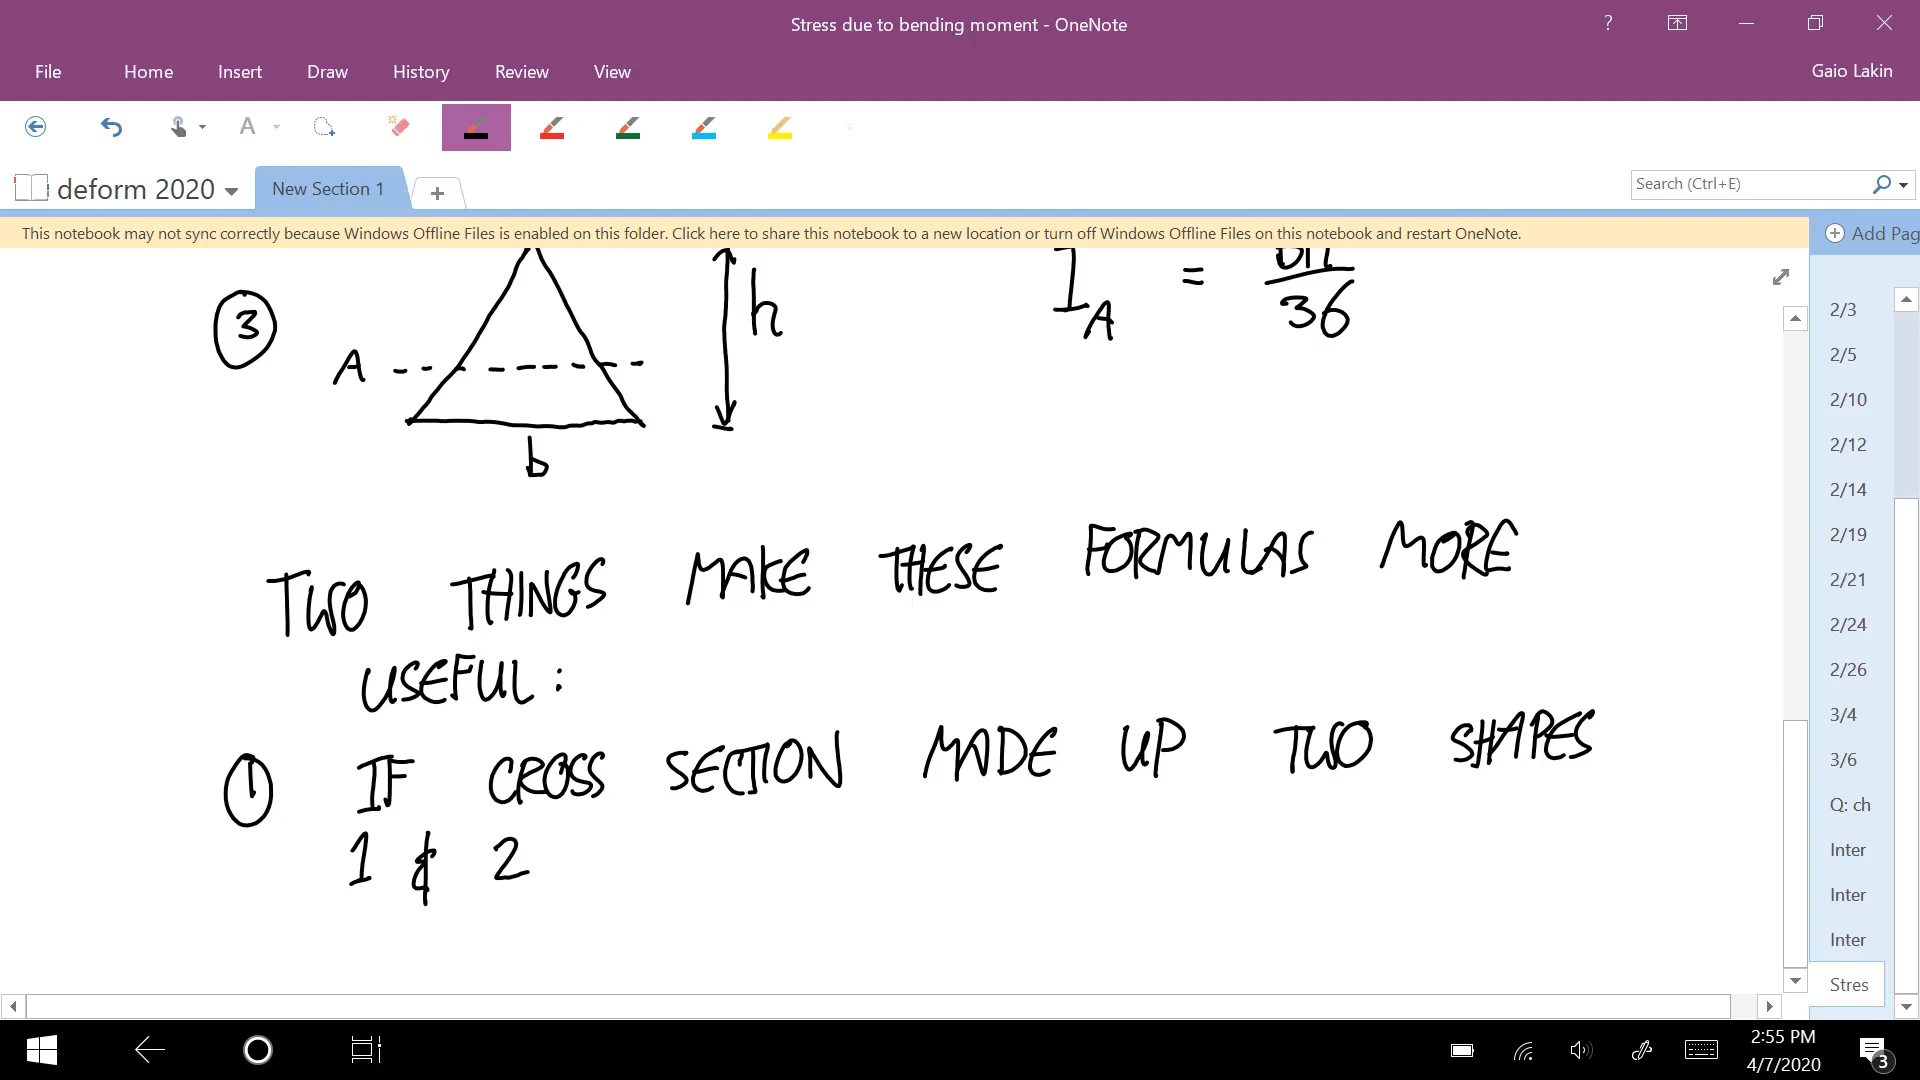 Stress due to bending moment - OneNote
?
File Home Insert Draw History Review View
Gaio Lakin
A
deform 2020
New Section 1
+
Search (Ctrl+E)
This notebook may not sync correctly because Windows Offline Files is enabled on this folder. Click here to share this notebook to a new location or turn off Windows Offline Files on this notebook and restart OneNote.
Add Pag
3
A
h
b
I_A = /36
TWO THINGS MAKE THESE FORMULAS MORE
USEFUL:
1 IF CROSS SECTION MADE UP TWO SHAPES
1 & 2
2/3
2/5
2/10
2/12
2/14
2/19
2/21
2/24
2/26
3/4
3/6
Q: ch
Inter
Inter
Inter
Stres
2:55 PM
4/7/2020
3